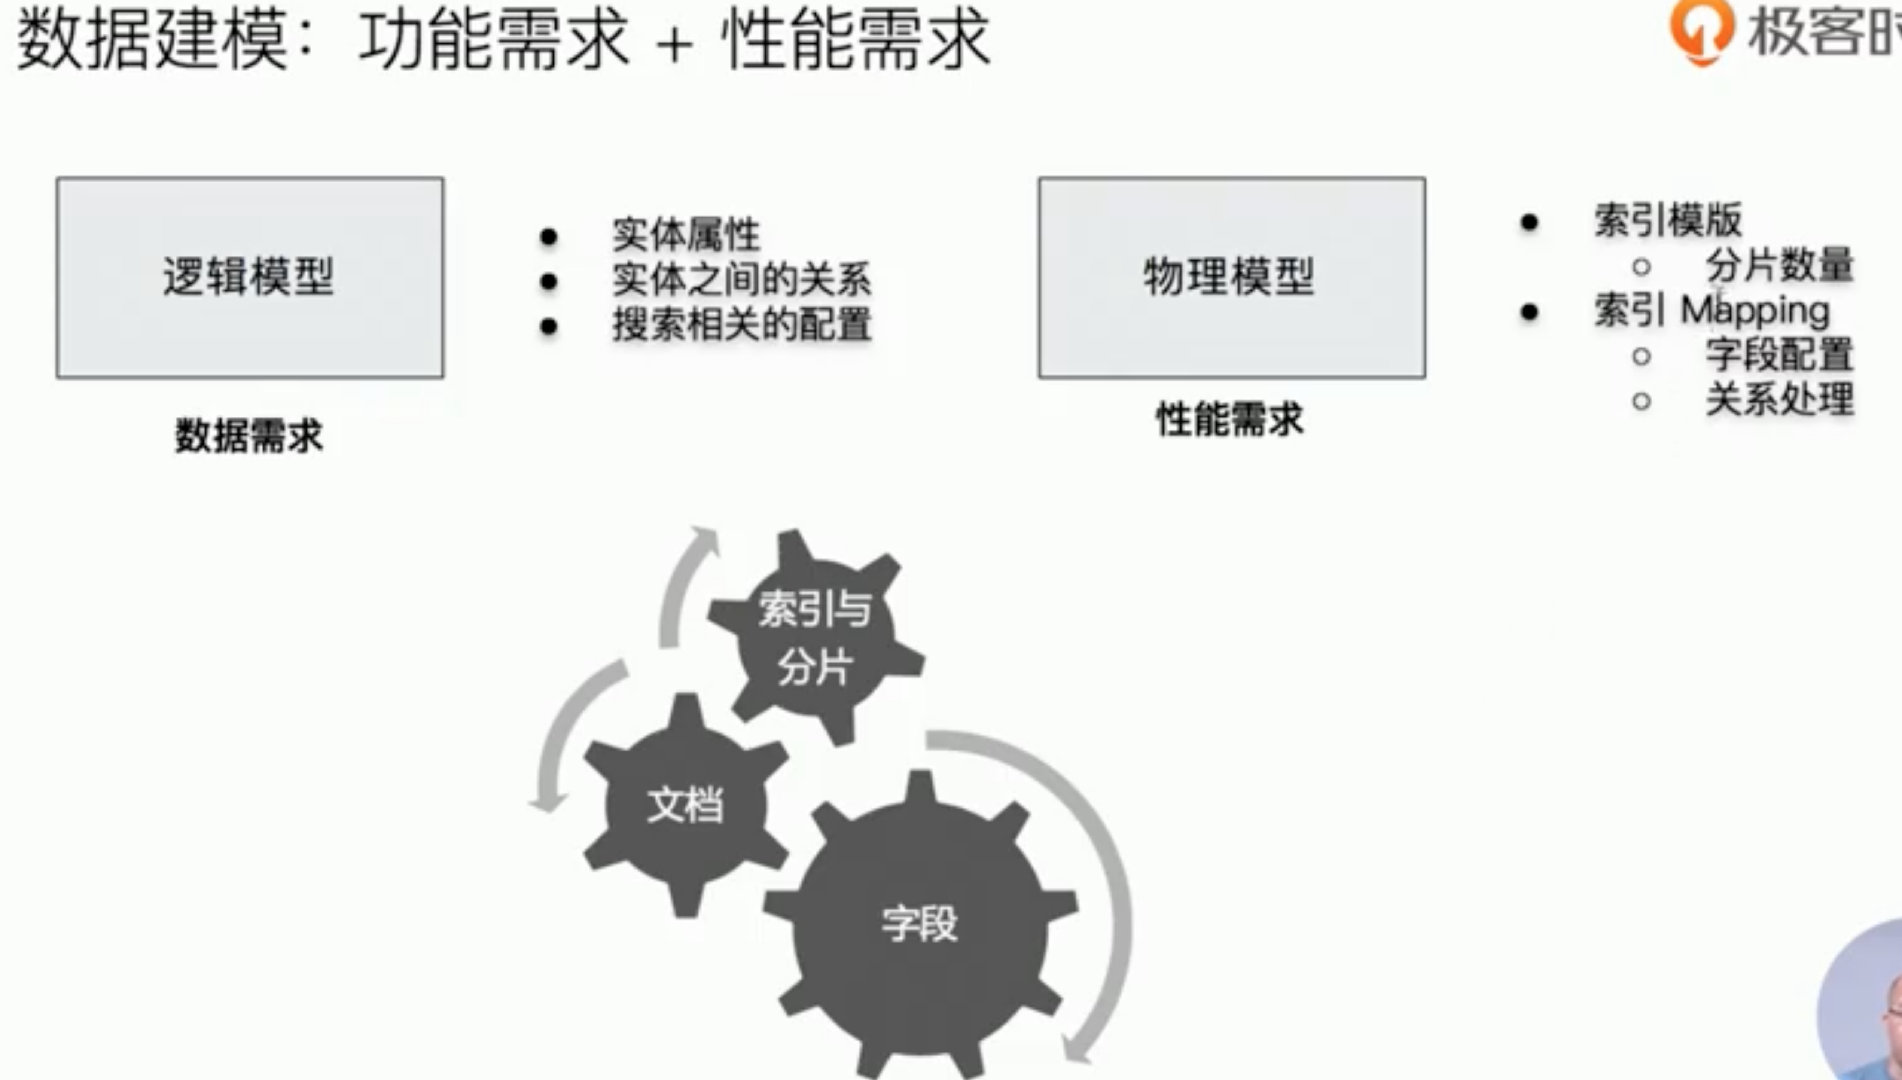 数据建模：功能需求 + 性能需求
极客时
逻辑模型
数据需求
实体属性
实体之间的关系
搜索相关的配置
物理模型
性能需求
索引模版
分片数量
索引 Mapping
字段配置
关系处理
索引与
分片
文档
字段